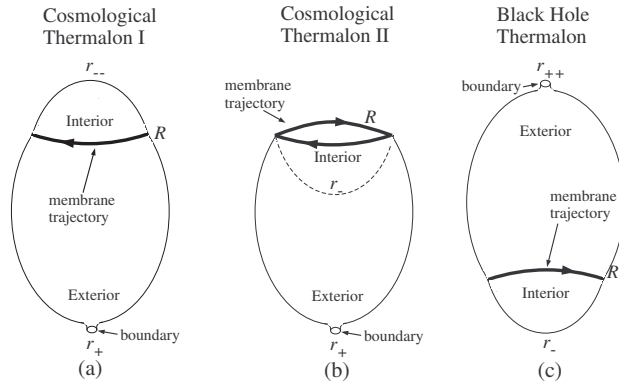 Cosmological
Thermalon I
r--
Interior
R
membrane
trajectory
Exterior
boundary
r+
(a)
Cosmological
Thermalon II
membrane
trajectory
R
Interior
r-
Exterior
boundary
r+
(b)
Black Hole
Thermalon
r++
boundary
Exterior
membrane
trajectory
R
Interior
r-
(c)